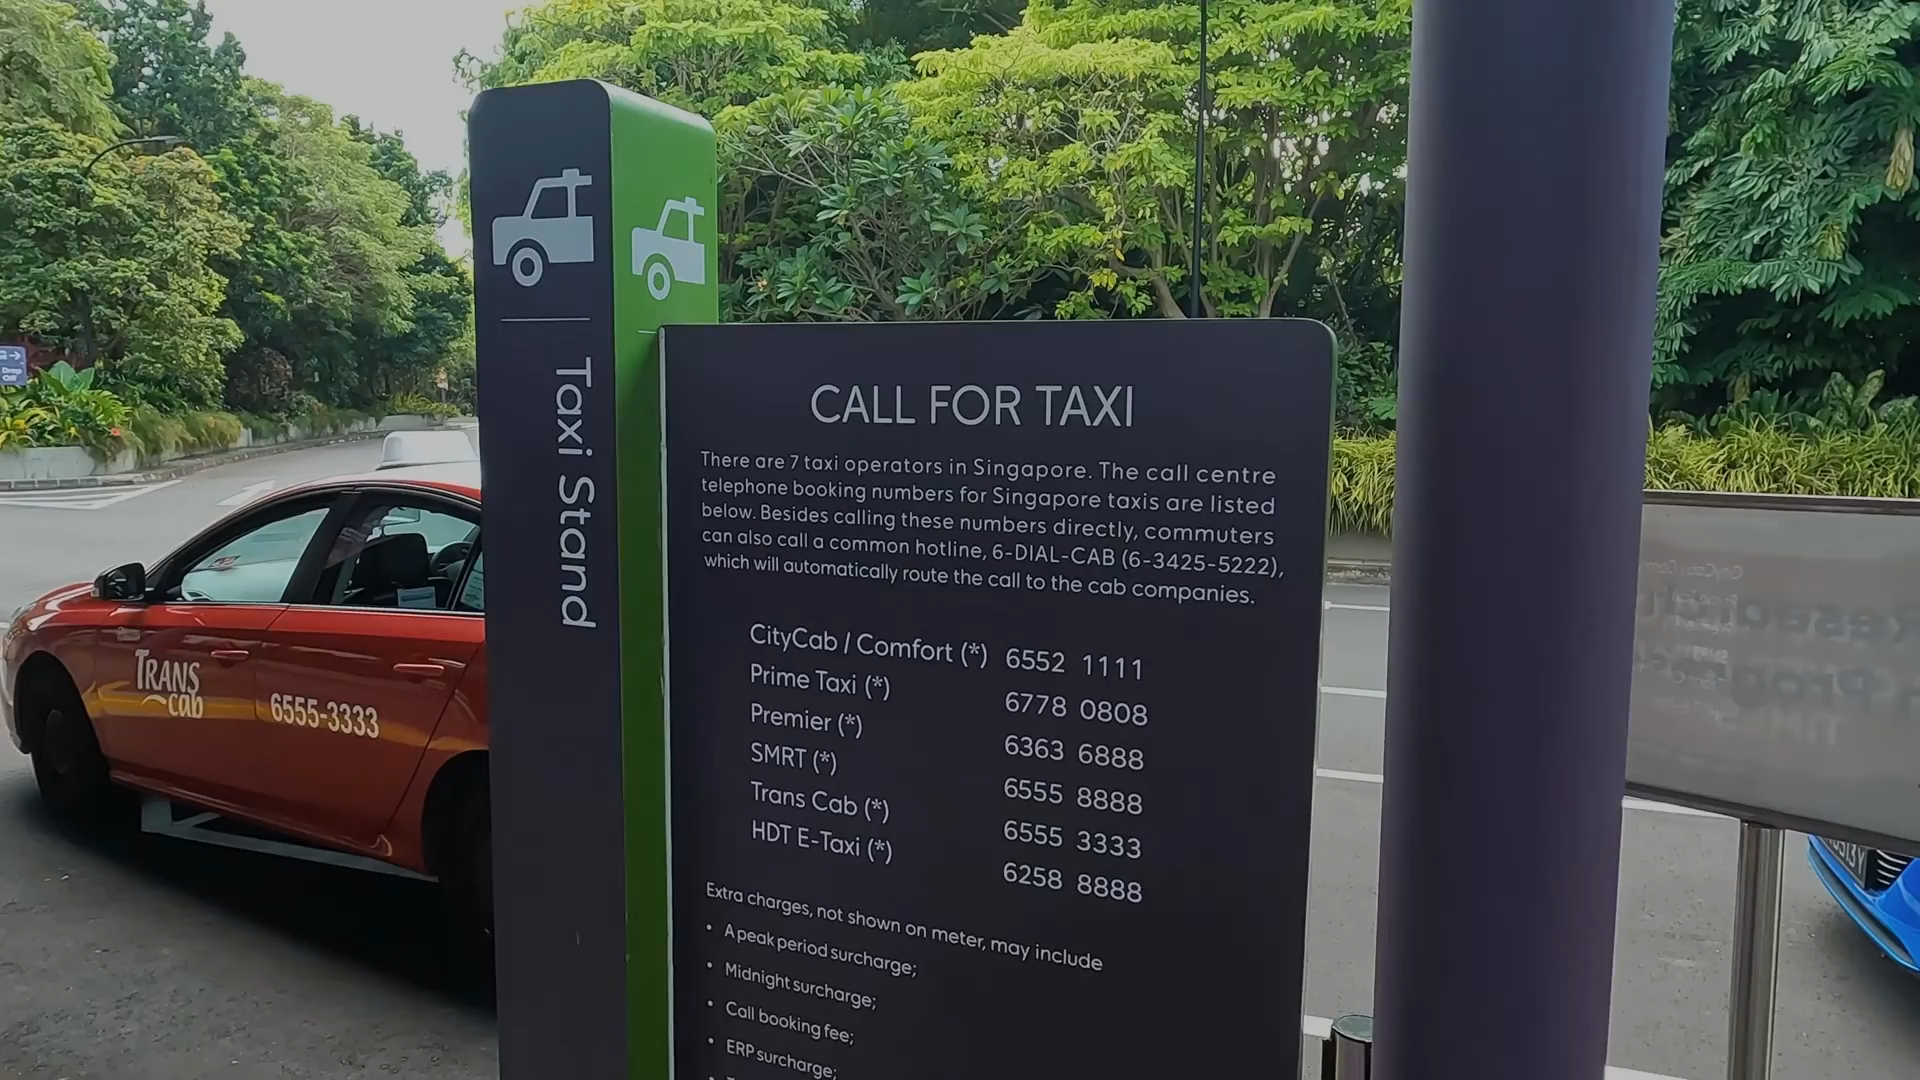 Drop
Off
Taxi Stand
CALL FOR TAXI
There are 7 taxi operators in Singapore. The call centre
telephone booking numbers for Singapore taxis are listed
below. Besides calling these numbers directly, commuters
can also call a common hotline, 6-DIAL-CAB (6-3425-5222),
which will automatically route the call to the cab companies.
CityCab / Comfort (*) 6552 1111
Prime Taxi (*) 6778 0808
Premier (*) 6363 6888
SMRT (*) 6555 8888
Trans Cab (*) 6555 3333
HDT E-Taxi (*) 6258 8888
Extra charges, not shown on meter, may include
• A peak period surcharge;
• Midnight surcharge;
• Call booking fee;
• ERP surcharge;
TRANS
cab
6555-3333